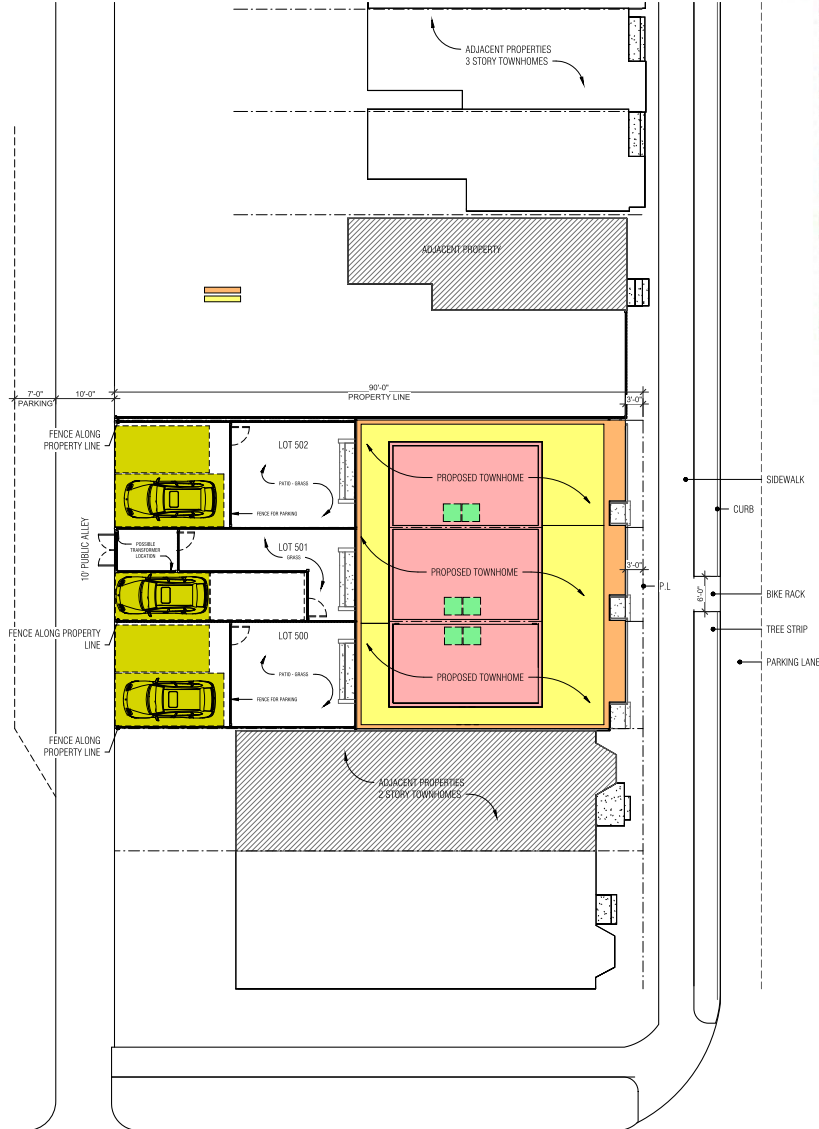 ADJACENT PROPERTIES
3 STORY TOWNHOMES
ADJACENT PROPERTY
90'-0"
PROPERTY LINE
7'-0"
PARKING
10'-0"
3'-0"
FENCE ALONG
PROPERTY LINE
LOT 502
PATIO - GRASS
FENCE FOR PARKING
PROPOSED TOWNHOME
SIDEWALK
CURB
10' PUBLIC ALLEY
POSSIBLE
TRANSFORMER
LOCATION
LOT 501
GRASS
PROPOSED TOWNHOME
3'-0"
P.L
6'-0"
BIKE RACK
TREE STRIP
PARKING LANE
FENCE ALONG PROPERTY
LINE
LOT 500
PATIO - GRASS
FENCE FOR PARKING
PROPOSED TOWNHOME
FENCE ALONG
PROPERTY LINE
ADJACENT PROPERTIES
2 STORY TOWNHOMES